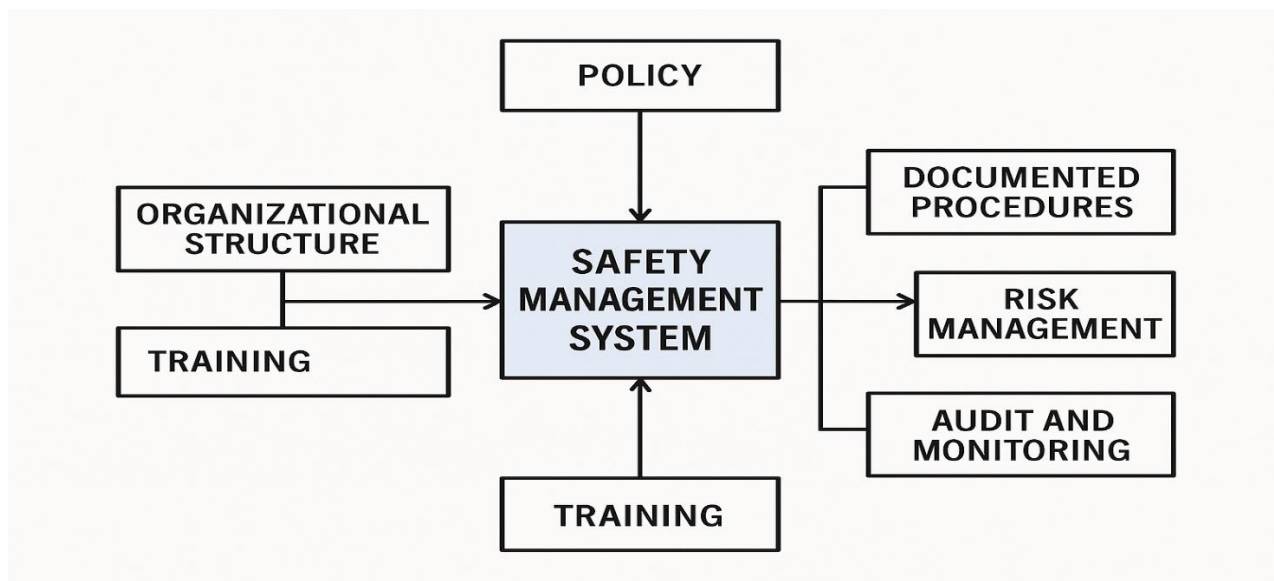 POLICY
ORGANIZATIONAL
STRUCTURE
TRAINING
SAFETY
MANAGEMENT
SYSTEM
TRAINING
DOCUMENTED
PROCEDURES
RISK
MANAGEMENT
AUDIT AND
MONITORING